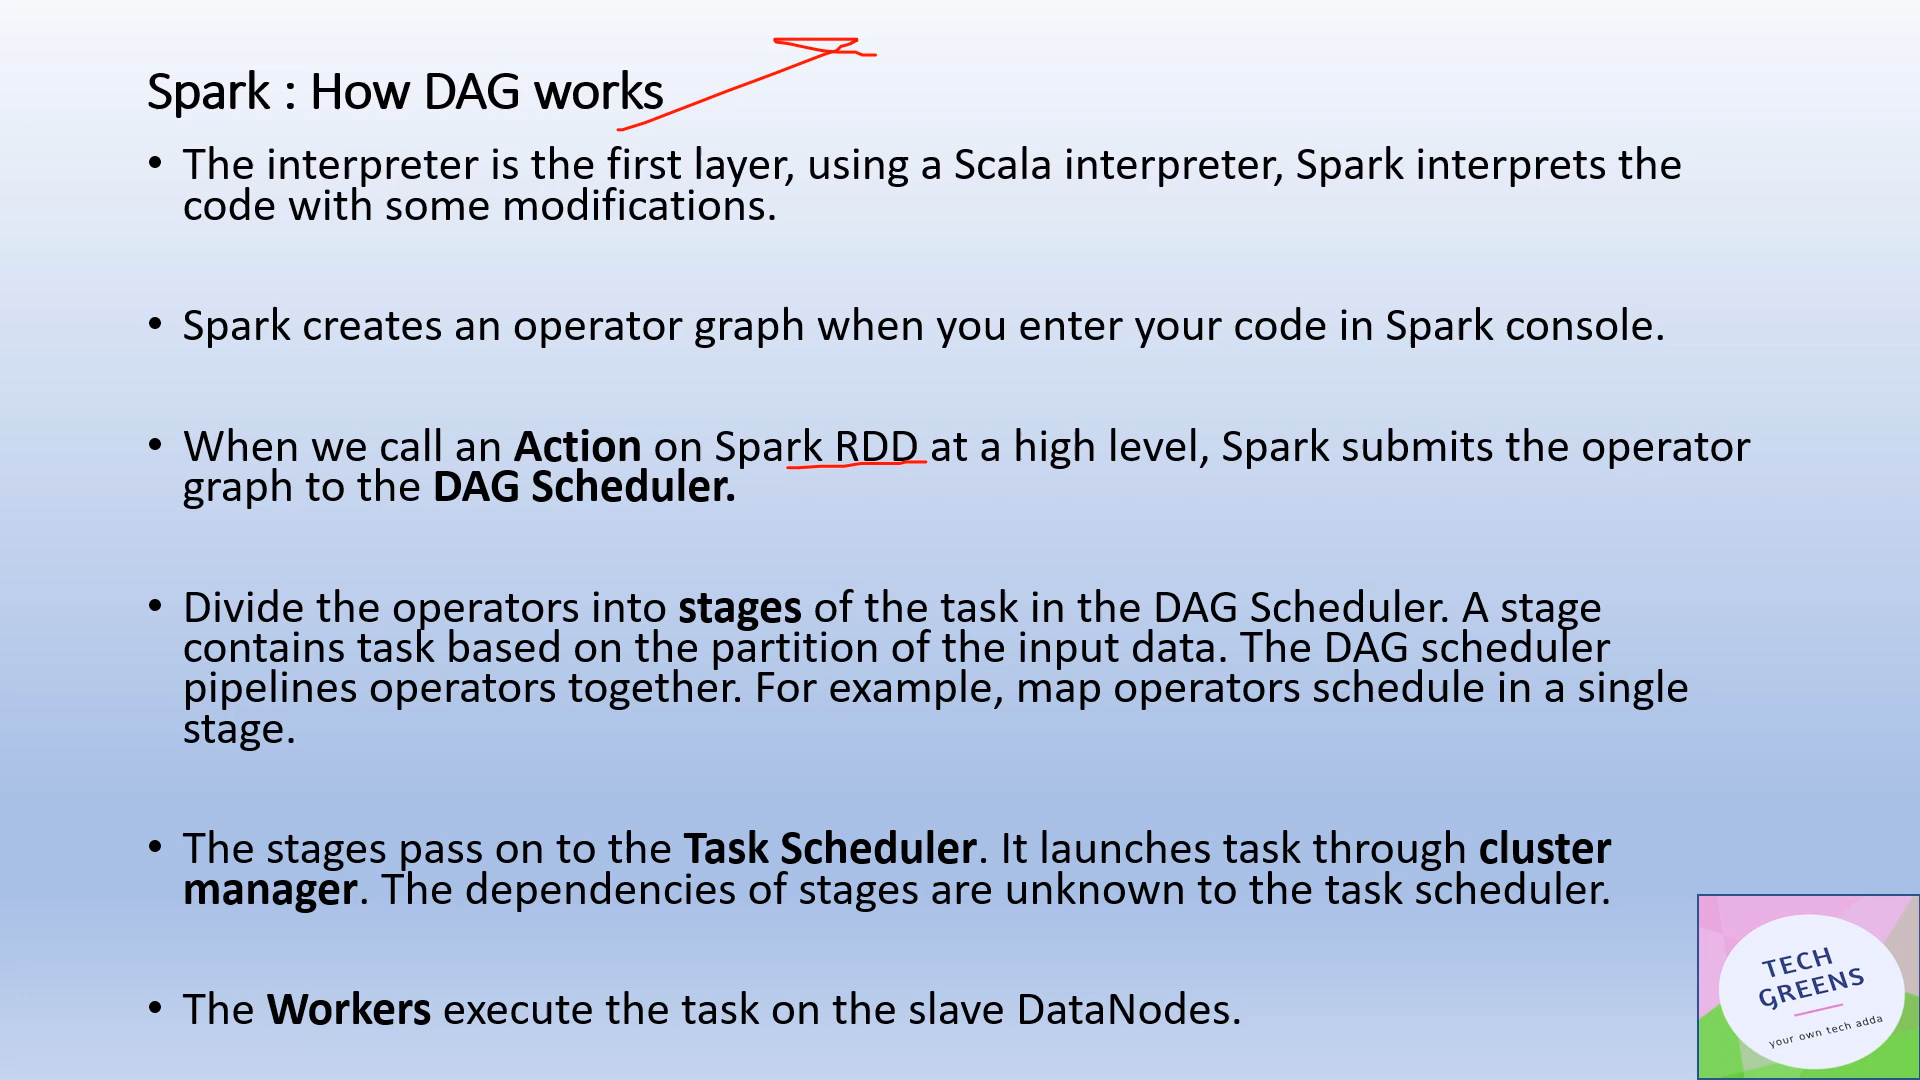 Spark : How DAG works
• The interpreter is the first layer, using a Scala interpreter, Spark interprets the
code with some modifications.
• Spark creates an operator graph when you enter your code in Spark console.
• When we call an Action on Spark RDD at a high level, Spark submits the operator
graph to the DAG Scheduler.
• Divide the operators into stages of the task in the DAG Scheduler. A stage
contains task based on the partition of the input data. The DAG scheduler
pipelines operators together. For example, map operators schedule in a single
stage.
• The stages pass on to the Task Scheduler. It launches task through cluster
manager. The dependencies of stages are unknown to the task scheduler.
• The Workers execute the task on the slave DataNodes.
TECH
GREENS
your own tech adda